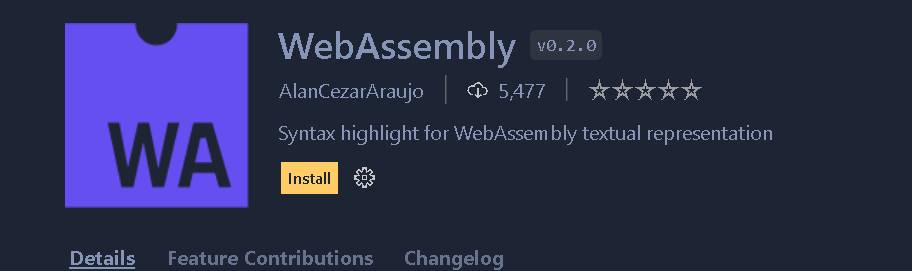 WebAssembly v0.2.0
AlanCezarAraujo 5,477
Syntax highlight for WebAssembly textual representation
WA
Install
Details Feature Contributions Changelog